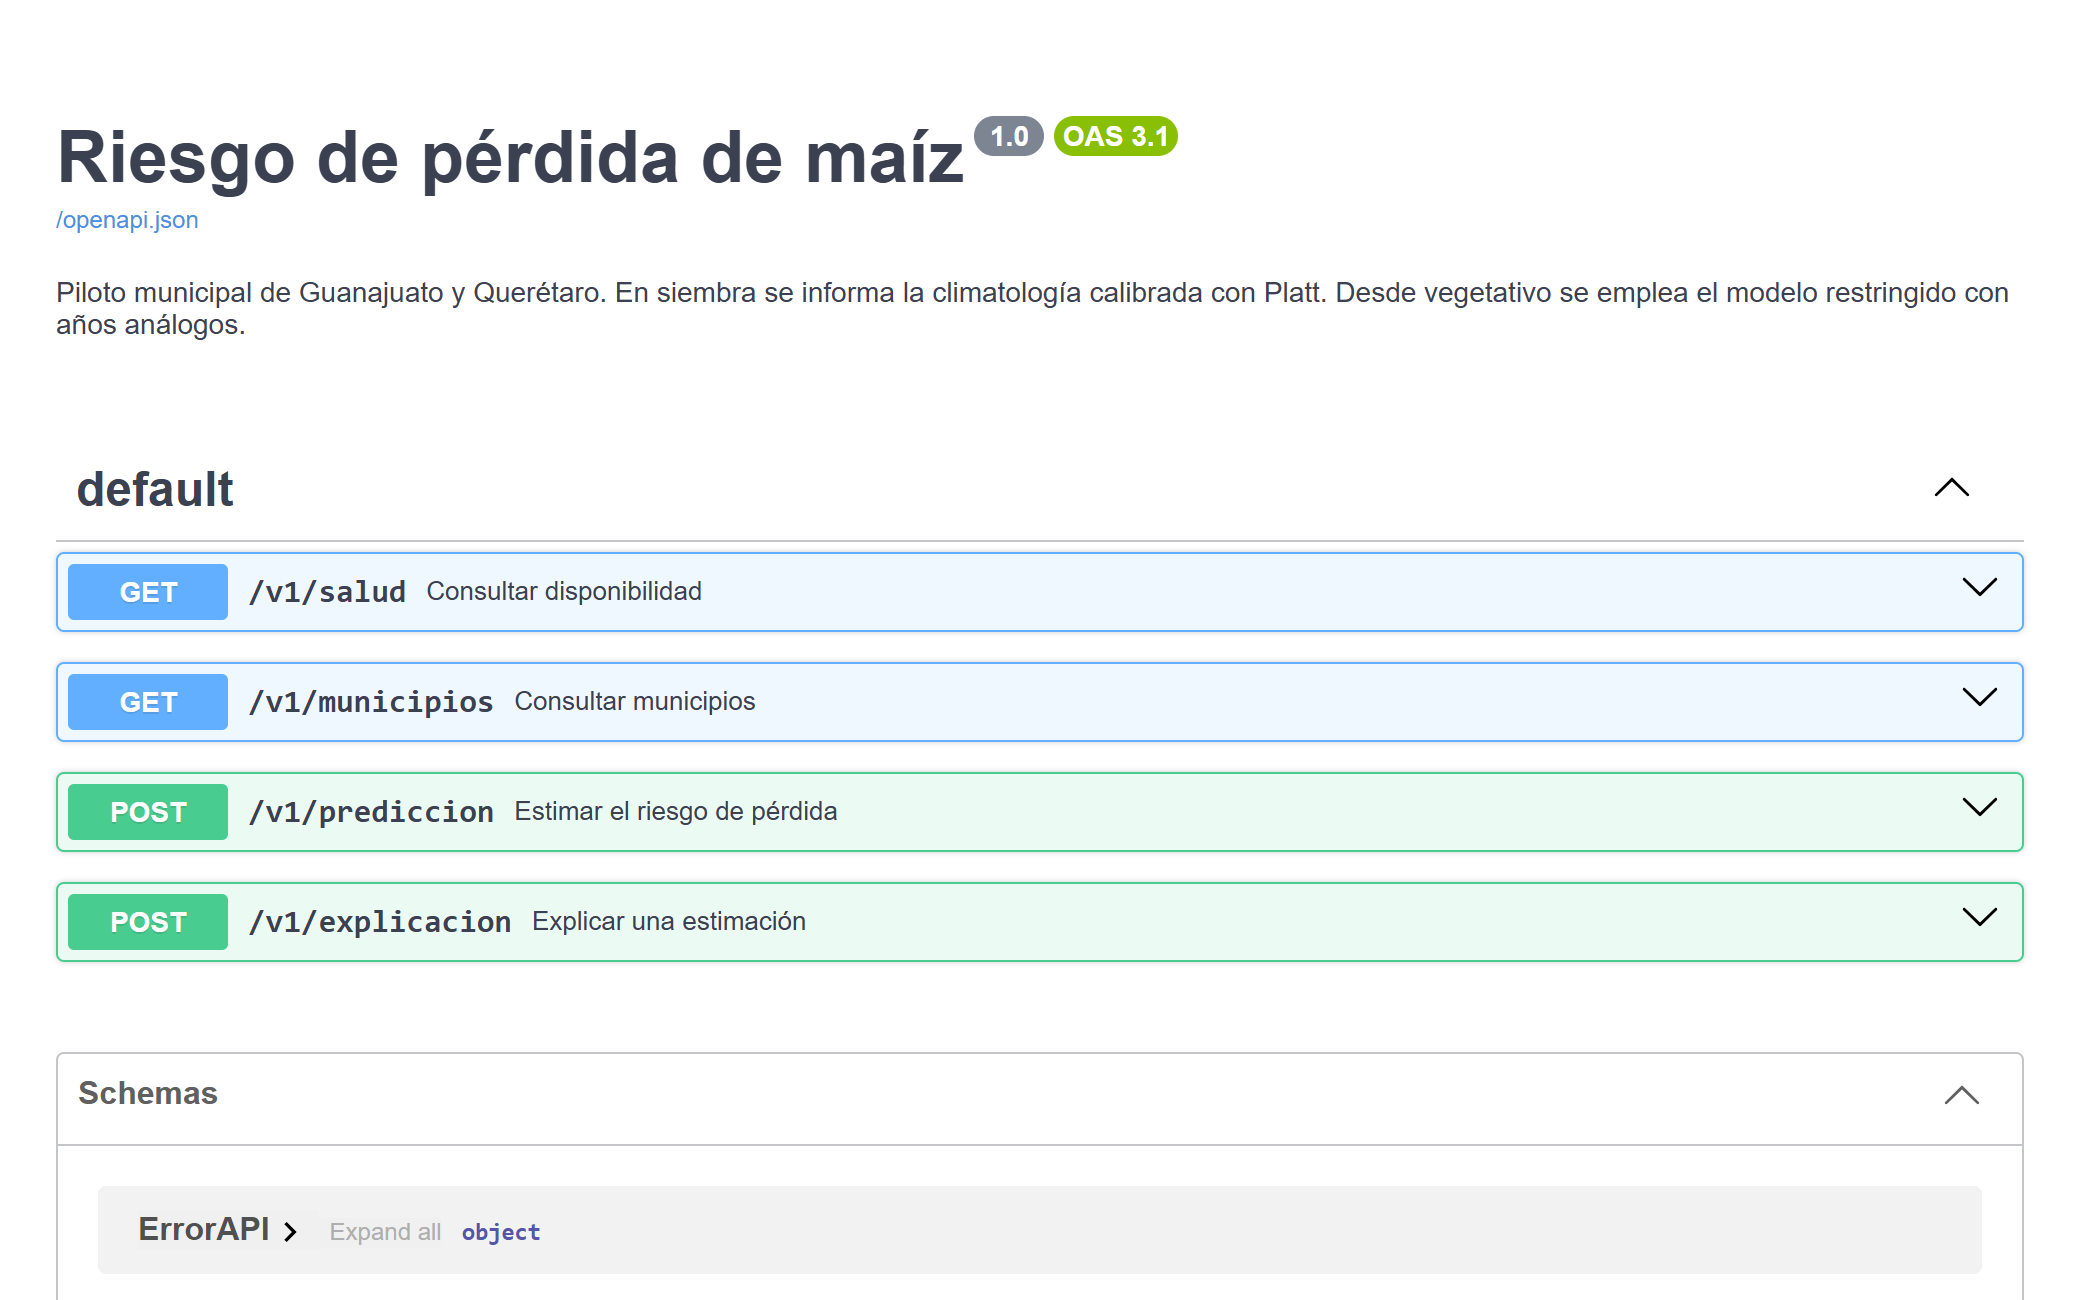 Riesgo de pérdida de maíz 1.0 OAS 3.1
/openapi.json
Piloto municipal de Guanajuato y Querétaro. En siembra se informa la climatología calibrada con Platt. Desde vegetativo se emplea el modelo restringido con
años análogos.
default
GET /v1/salud Consultar disponibilidad
GET /v1/municipios Consultar municipios
POST /v1/prediccion Estimar el riesgo de pérdida
POST /v1/explicacion Explicar una estimación
Schemas
ErrorAPI Expand all object